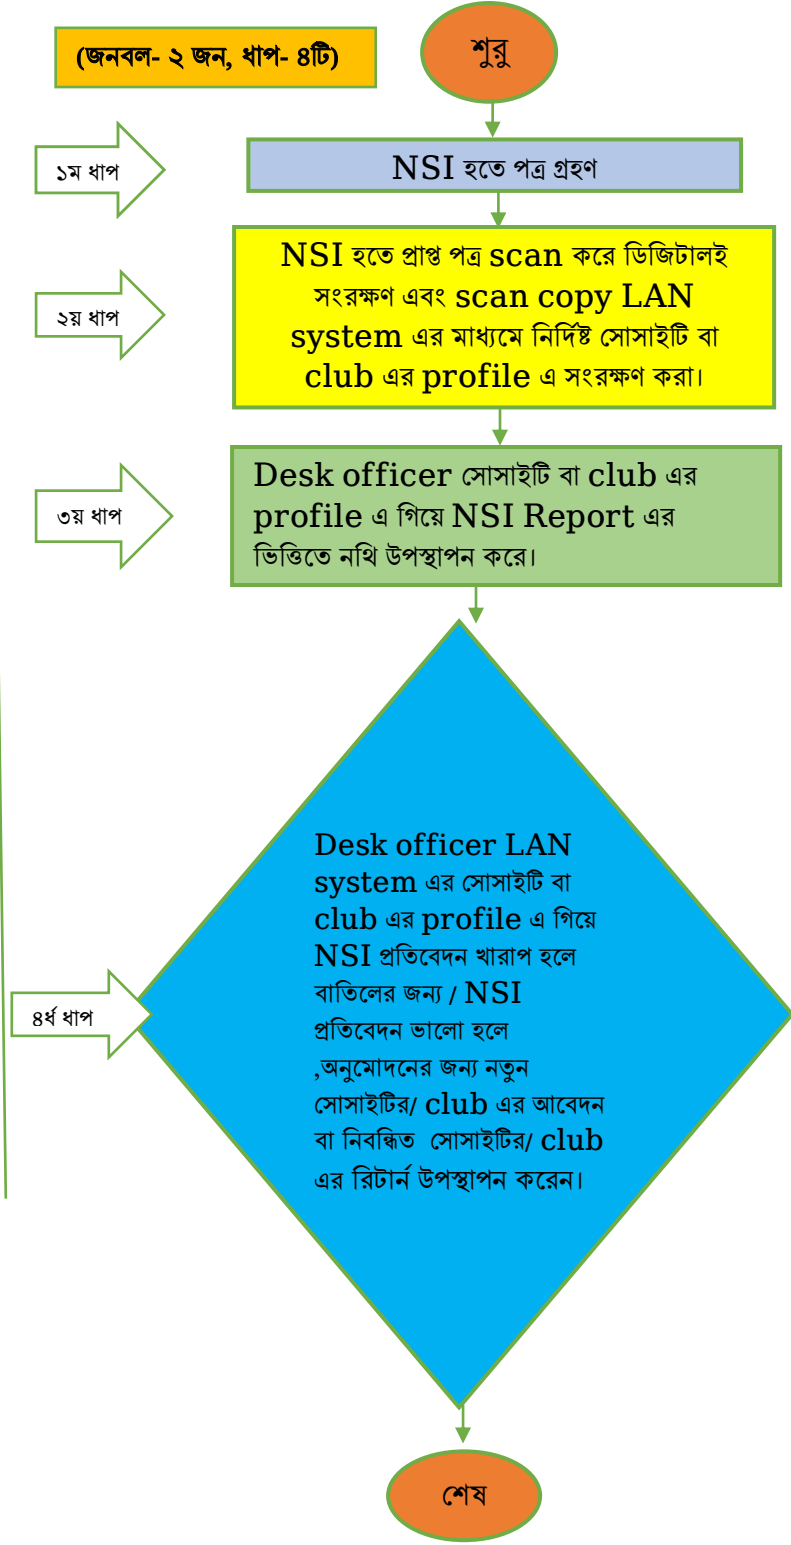 (জনবল- ২ জন, ধাপ- ৪টি)
শুরু
১ম ধাপ
NSI হতে পত্র গ্রহণ
২য় ধাপ
NSI হতে প্রাপ্ত পত্র scan করে ডিজিটালই
সংরক্ষণ এবং scan copy LAN
system এর মাধ্যমে নির্দিষ্ট সোসাইটি বা
club এর profile এ সংরক্ষণ করা।
৩য় ধাপ
Desk officer সোসাইটি বা club এর
profile এ গিয়ে NSI Report এর
ভিত্তিতে নথি উপস্থাপন করে।
৪র্ধ ধাপ
Desk officer LAN
system এর সোসাইটি বা
club এর profile এ গিয়ে
NSI প্রতিবেদন খারাপ হলে
বাতিলের জন্য / NSI
প্রতিবেদন ভালো হলে
,অনুমোদনের জন্য নতুন
সোসাইটির/ club এর আবেদন
বা নিবন্ধিত সোসাইটির/ club
এর রিটার্ন উপস্থাপন করেন।
শেষ